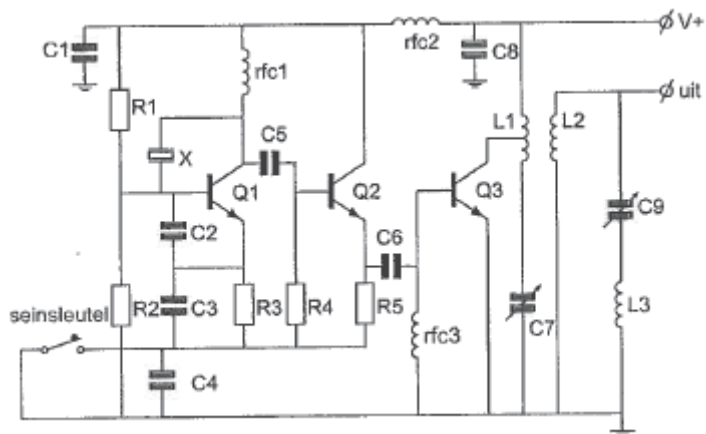 C1
rfc2
C8
V+
rfc1
uit
R1
C5
L1
L2
X
Q1
Q2
Q3
C9
C2
C6
R2
C3
R3
R4
R5
L3
seinsleutel
rfc3
C7
C4